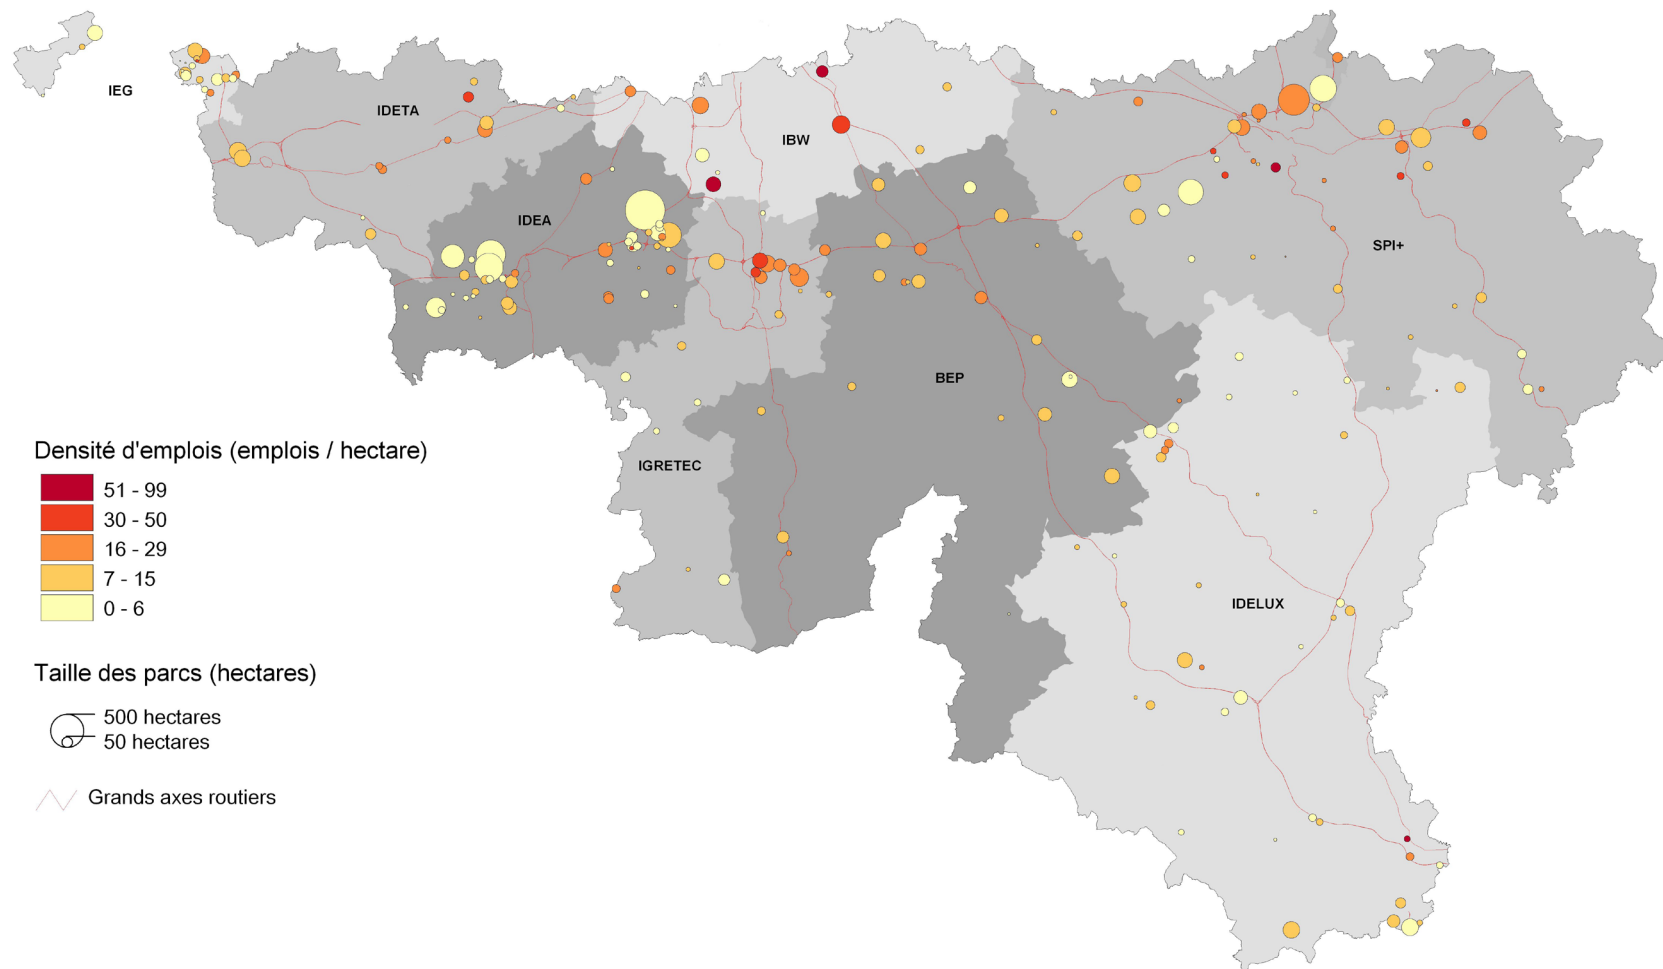 IEG
IDETA
IBW
IDEA
SPI+
BEP
IGRETEC
IDELUX
Densité d'emplois (emplois / hectare)
51 - 99
30 - 50
16 - 29
7 - 15
0 - 6
Taille des parcs (hectares)
500 hectares
50 hectares
Grands axes routiers